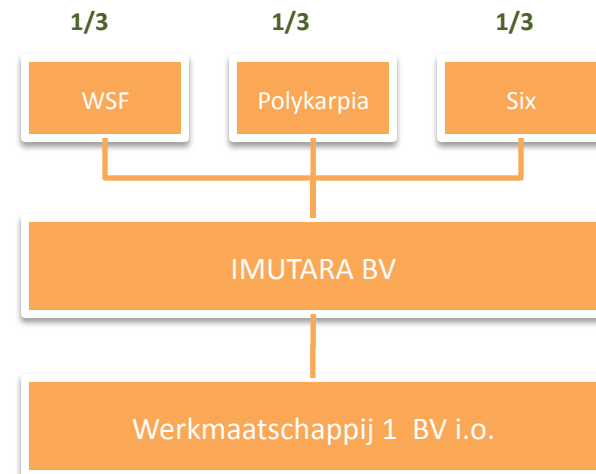 1/3 1/3 1/3
WSF Polykarpia Six
IMUTARA BV
Werkmaatschappij 1 BV i.o.